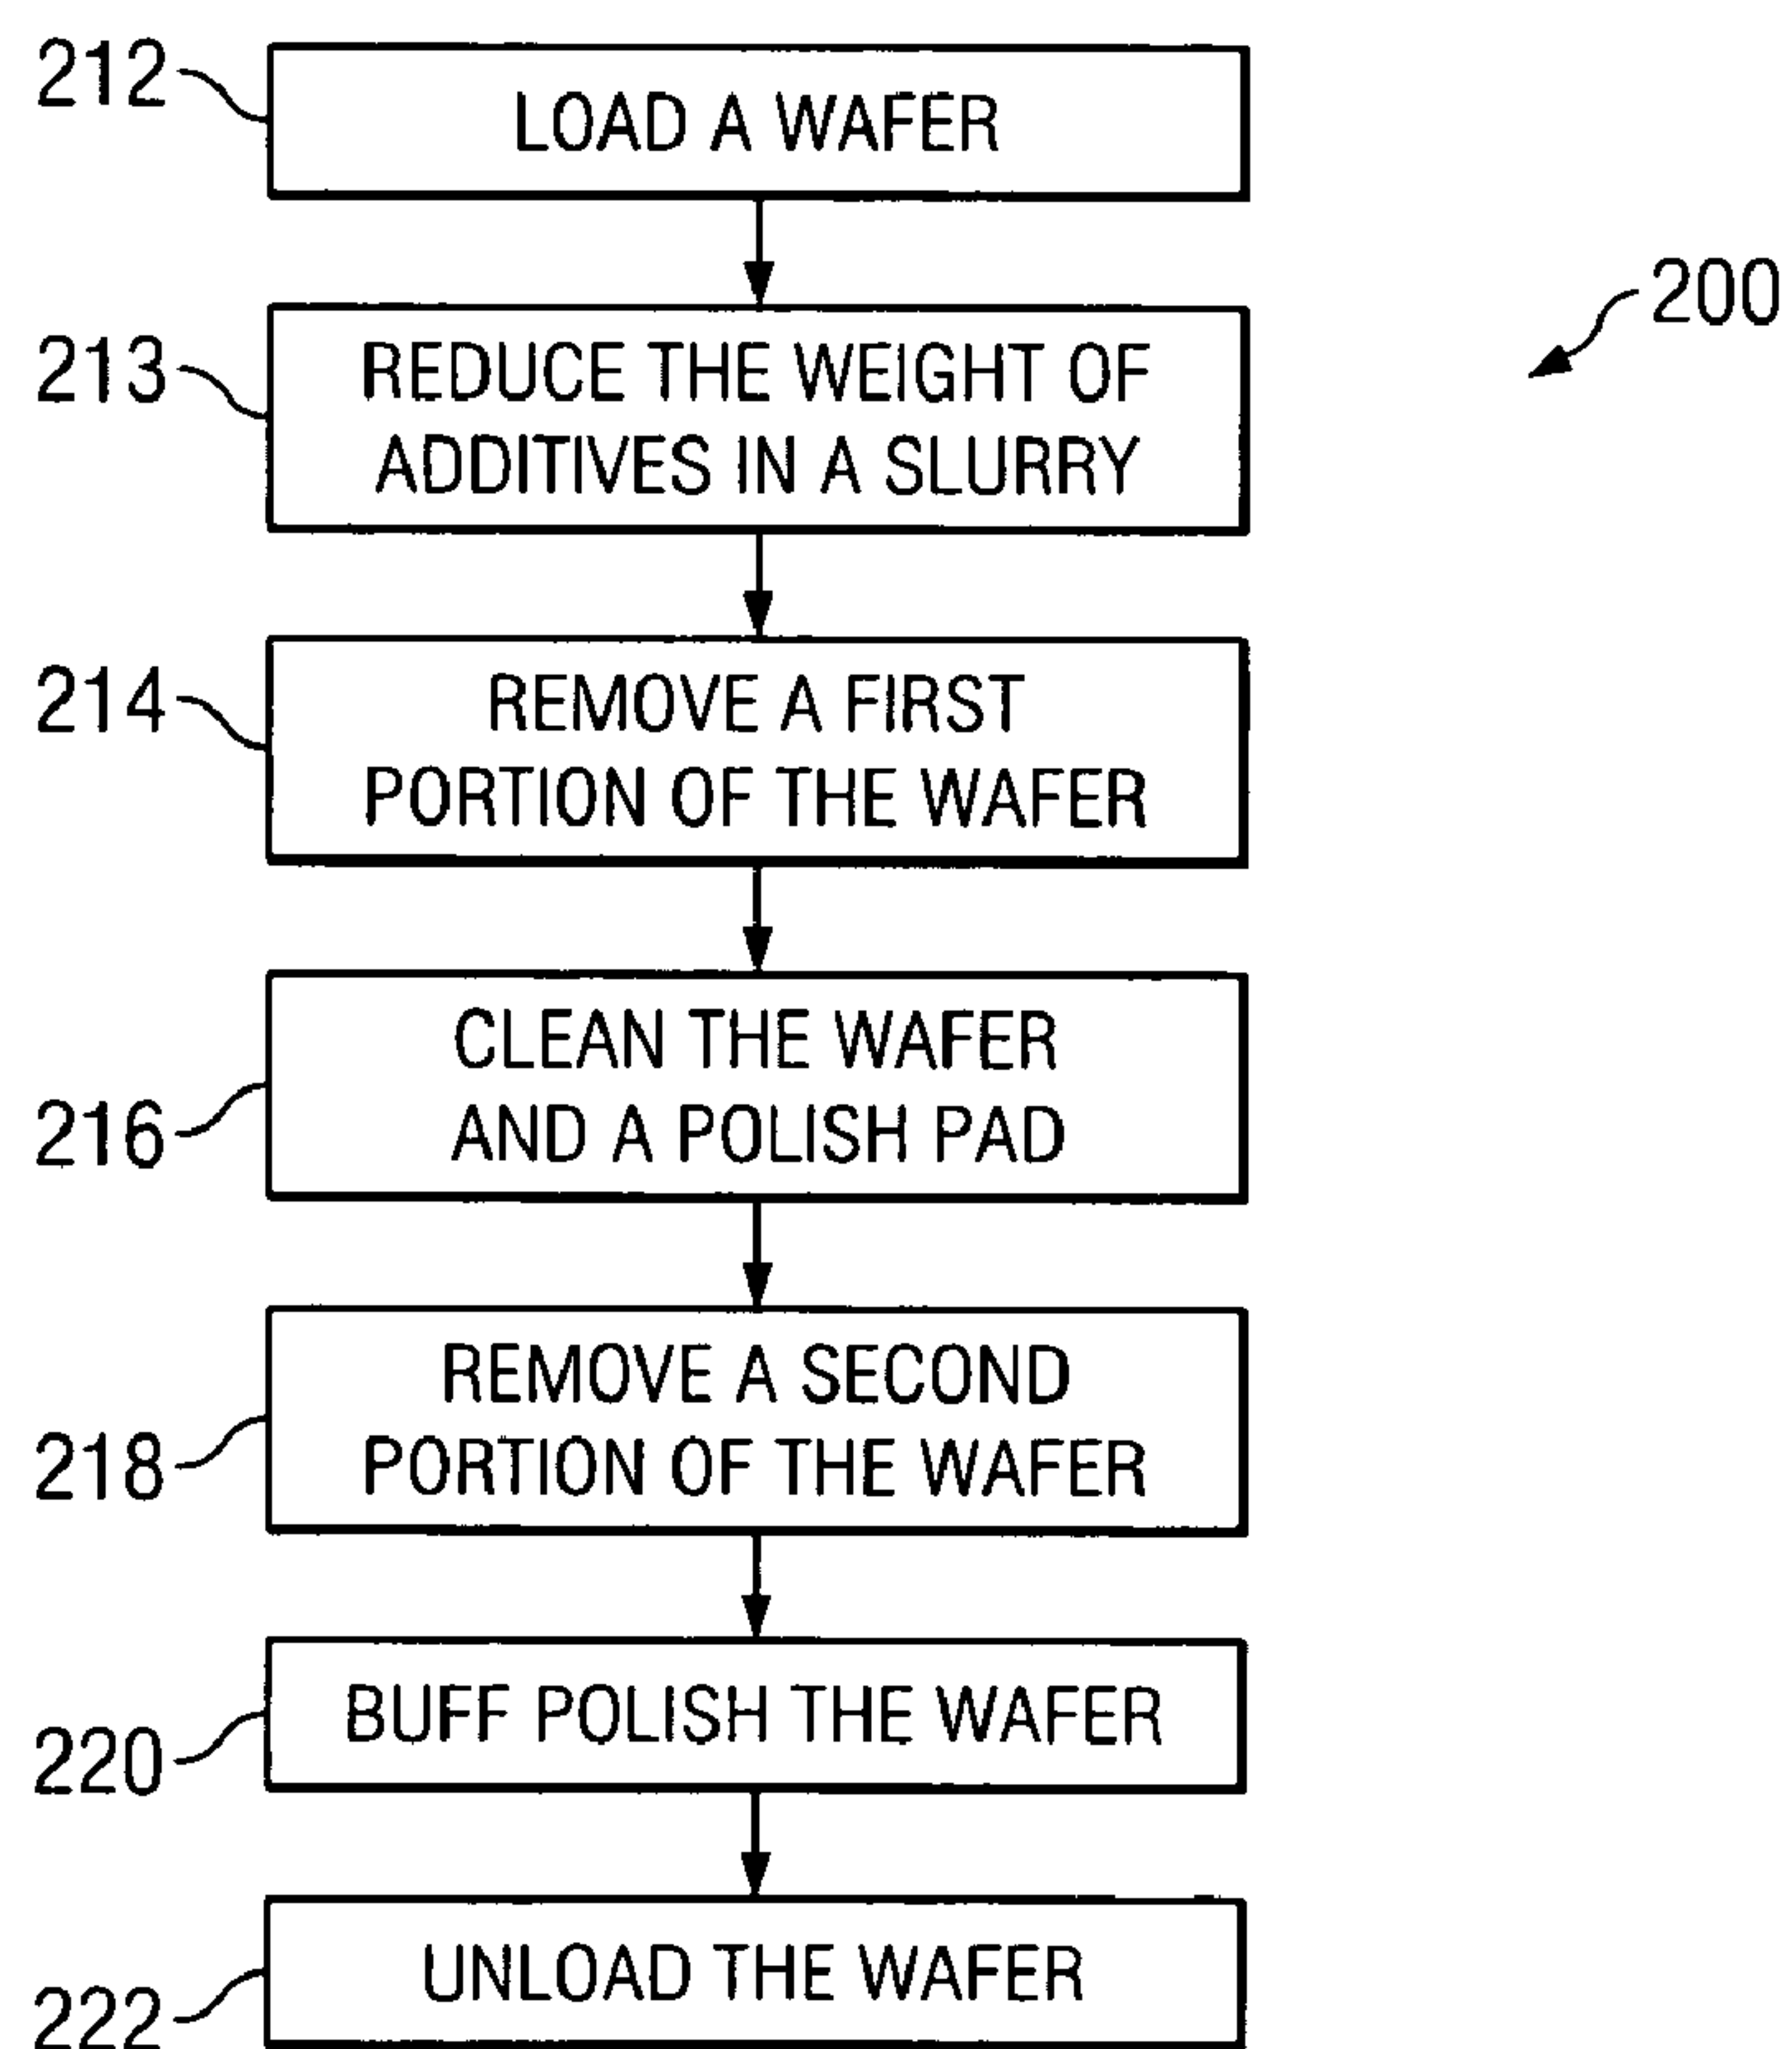 212
LOAD A WAFER
200
213
REDUCE THE WEIGHT OF
ADDITIVES IN A SLURRY
214
REMOVE A FIRST
PORTION OF THE WAFER
216
CLEAN THE WAFER
AND A POLISH PAD
218
REMOVE A SECOND
PORTION OF THE WAFER
220
BUFF POLISH THE WAFER
222
UNLOAD THE WAFER